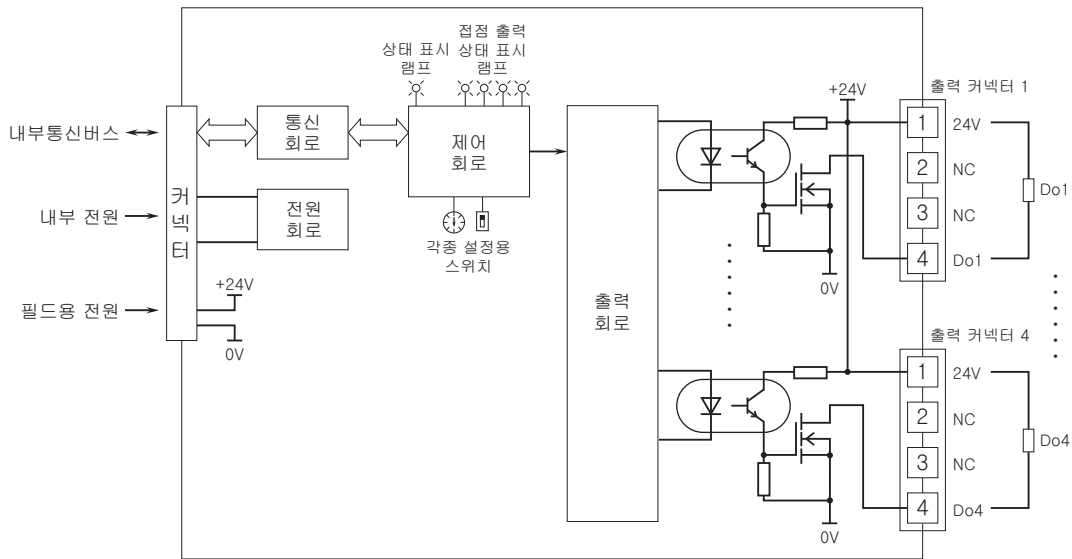 상태 표시
램프
접점 출력
상태 표시
램프
내부통신버스
내부 전원
필드용 전원
커넥터
통신
회로
전원
회로
제어
회로
각종 설정용
스위치
+24V
0V
출력
회로
+24V
0V
출력 커넥터 1
1 24V
2 NC
3 NC
4 Do1
Do1
0V
출력 커넥터 4
1 24V
2 NC
3 NC
4 Do4
Do4